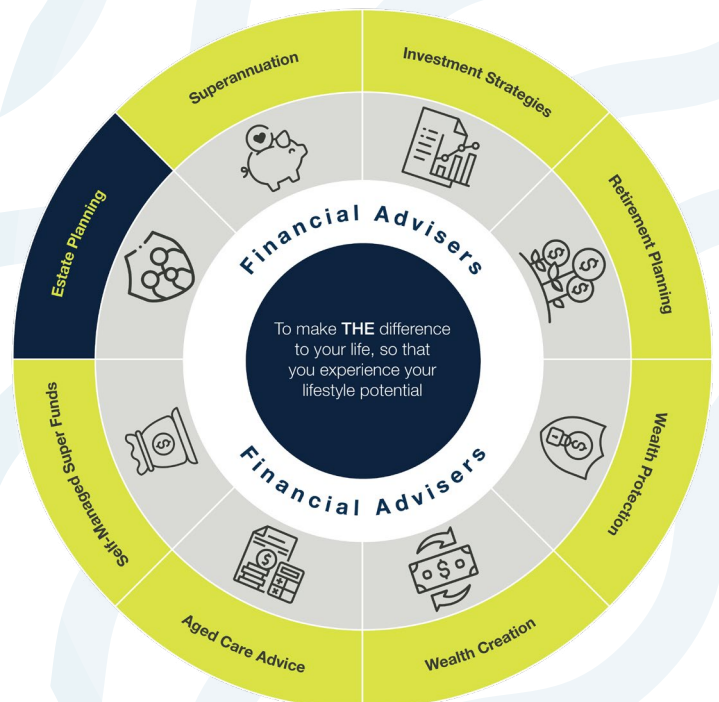 Superannuation
Investment Strategies
Retirement Planning
Wealth Protection
Wealth Creation
Aged Care Advice
Self-Managed Super Funds
Estate Planning
Financial Advisers
To make THE difference
to your life, so that
you experience your
lifestyle potential
Financial Advisers